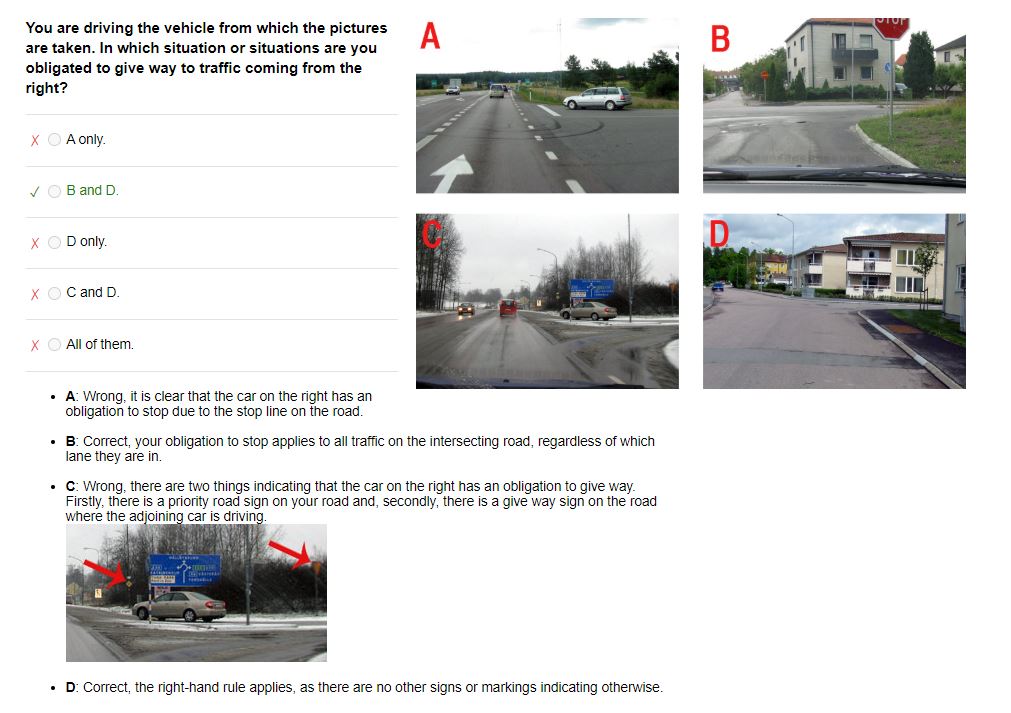 You are driving the vehicle from which the pictures
are taken. In which situation or situations are you
obligated to give way to traffic coming from the
right?
A only.
B and D.
D only.
C and D.
All of them.
A
B
STOP
C
D
A: Wrong, it is clear that the car on the right has an
obligation to stop due to the stop line on the road.
B: Correct, your obligation to stop applies to all traffic on the intersecting road, regardless of which
lane they are in.
C: Wrong, there are two things indicating that the car on the right has an obligation to give way.
Firstly, there is a priority road sign on your road and, secondly, there is a give way sign on the road
where the adjoining car is driving.
D: Correct, the right-hand rule applies, as there are no other signs or markings indicating otherwise.